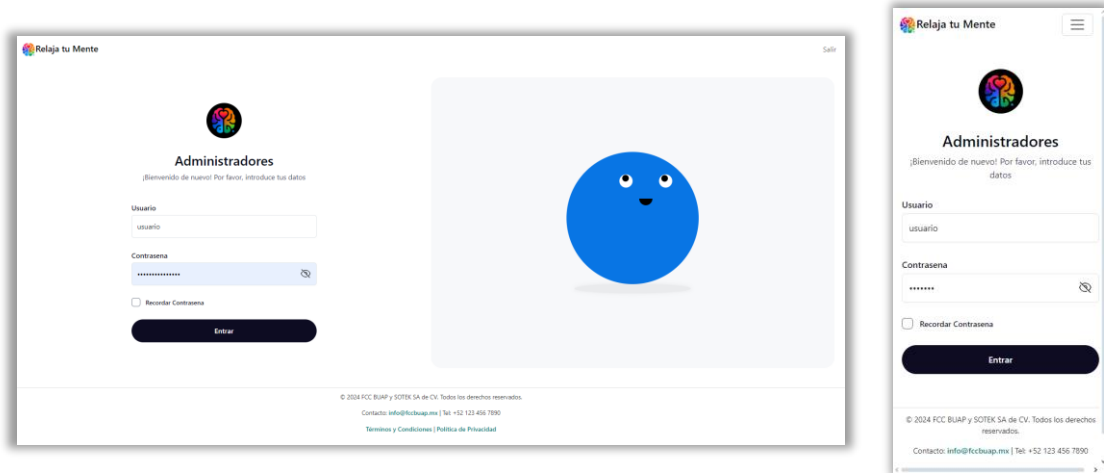 Relaja tu Mente
Salir
Administradores
¡Bienvenido de nuevo! Por favor, introduce tus datos
Usuario
usuario
Contrasena
•••••••••••••••
Recordar Contrasena
Entrar
© 2024 FCC BUAP y SOTEK SA de CV. Todos los derechos reservados.
Contacto: info@fccbuap.mx | Tel: +52 123 456 7890
Términos y Condiciones | Política de Privacidad
Relaja tu Mente
Administradores
¡Bienvenido de nuevo! Por favor, introduce tus
datos
Usuario
usuario
Contrasena
•••••••
Recordar Contrasena
Entrar
© 2024 FCC BUAP y SOTEK SA de CV. Todos los derechos
reservados.
Contacto: info@fccbuap.mx | Tel: +52 123 456 7890